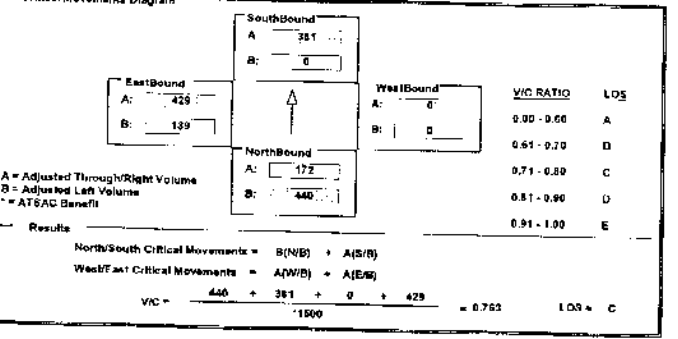 Movements Diagram
SouthBound
A: 381
B: 0
EastBound
A: 429
B: 139
WestBound
A: 0
B: 0
NorthBound
A: 172
B: 440
V/C RATIO LOS
0.00 - 0.60 A
0.61 - 0.70 B
0.71 - 0.80 C
0.81 - 0.90 D
0.91 - 1.00 E
A = Adjusted Through/Right Volume
B = Adjusted Left Volume
* = ATSAC Benefit
Results
North/South Critical Movements = B(N/B) + A(S/B)
West/East Critical Movements = A(W/B) + A(E/B)
V/C = 440 + 381 + 0 + 429 / *1500 = 0.763 LOS = C